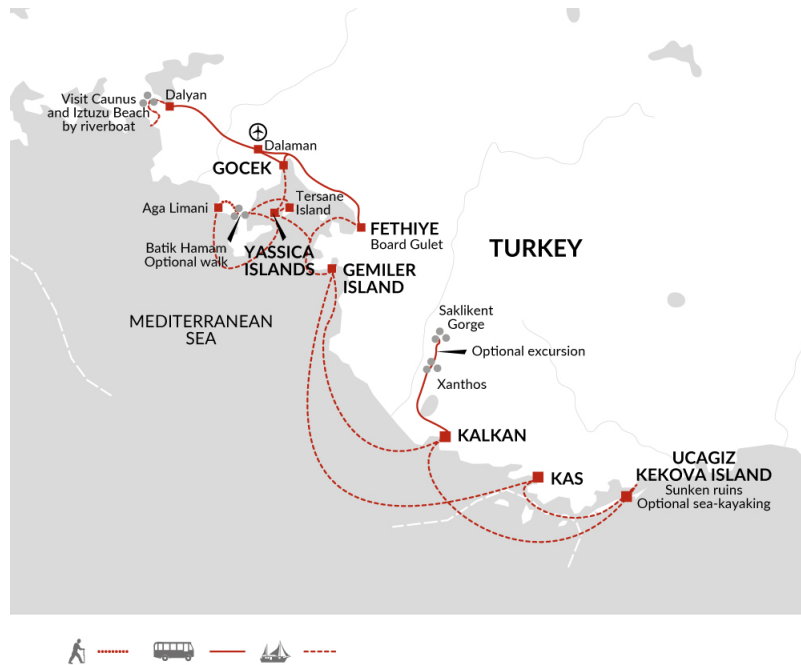 Visit Caunus
and Iztuzu Beach
by riverboat
Dalyan
Dalaman
GOCEK
Aga Limani
Tersane
Island
Batik Hamam
Optional walk
YASSICA
ISLANDS
FETHIYE
Board Gulet
GEMILER
ISLAND
TURKEY
MEDITERRANEAN
SEA
Saklikent
Gorge
Optional excursion
Xanthos
KALKAN
KAS
UCAGIZ
KEKOVA ISLAND
Sunken ruins
Optional sea-kayaking